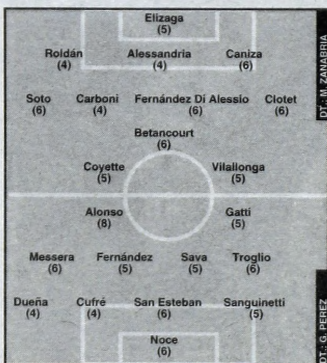 Elizaga
(5)
Roldán Alessandria Caniza
(4) (4) (6)
Soto Carboni Fernández Di Alessio Clotet
(6) (4) (6) (6)
Betancourt
(6)
Coyette Vilallonga
(5) (5)
Alonso Gatti
(8) (5)
Messera Fernández Sava Troglio
(6) (5) (5) (6)
Dueña Cufré San Esteban Sanguinetti
(4) (4) (6) (5)
Noce
(6)
DT.: M. ZANABRIA
DT.: G. PEREZ